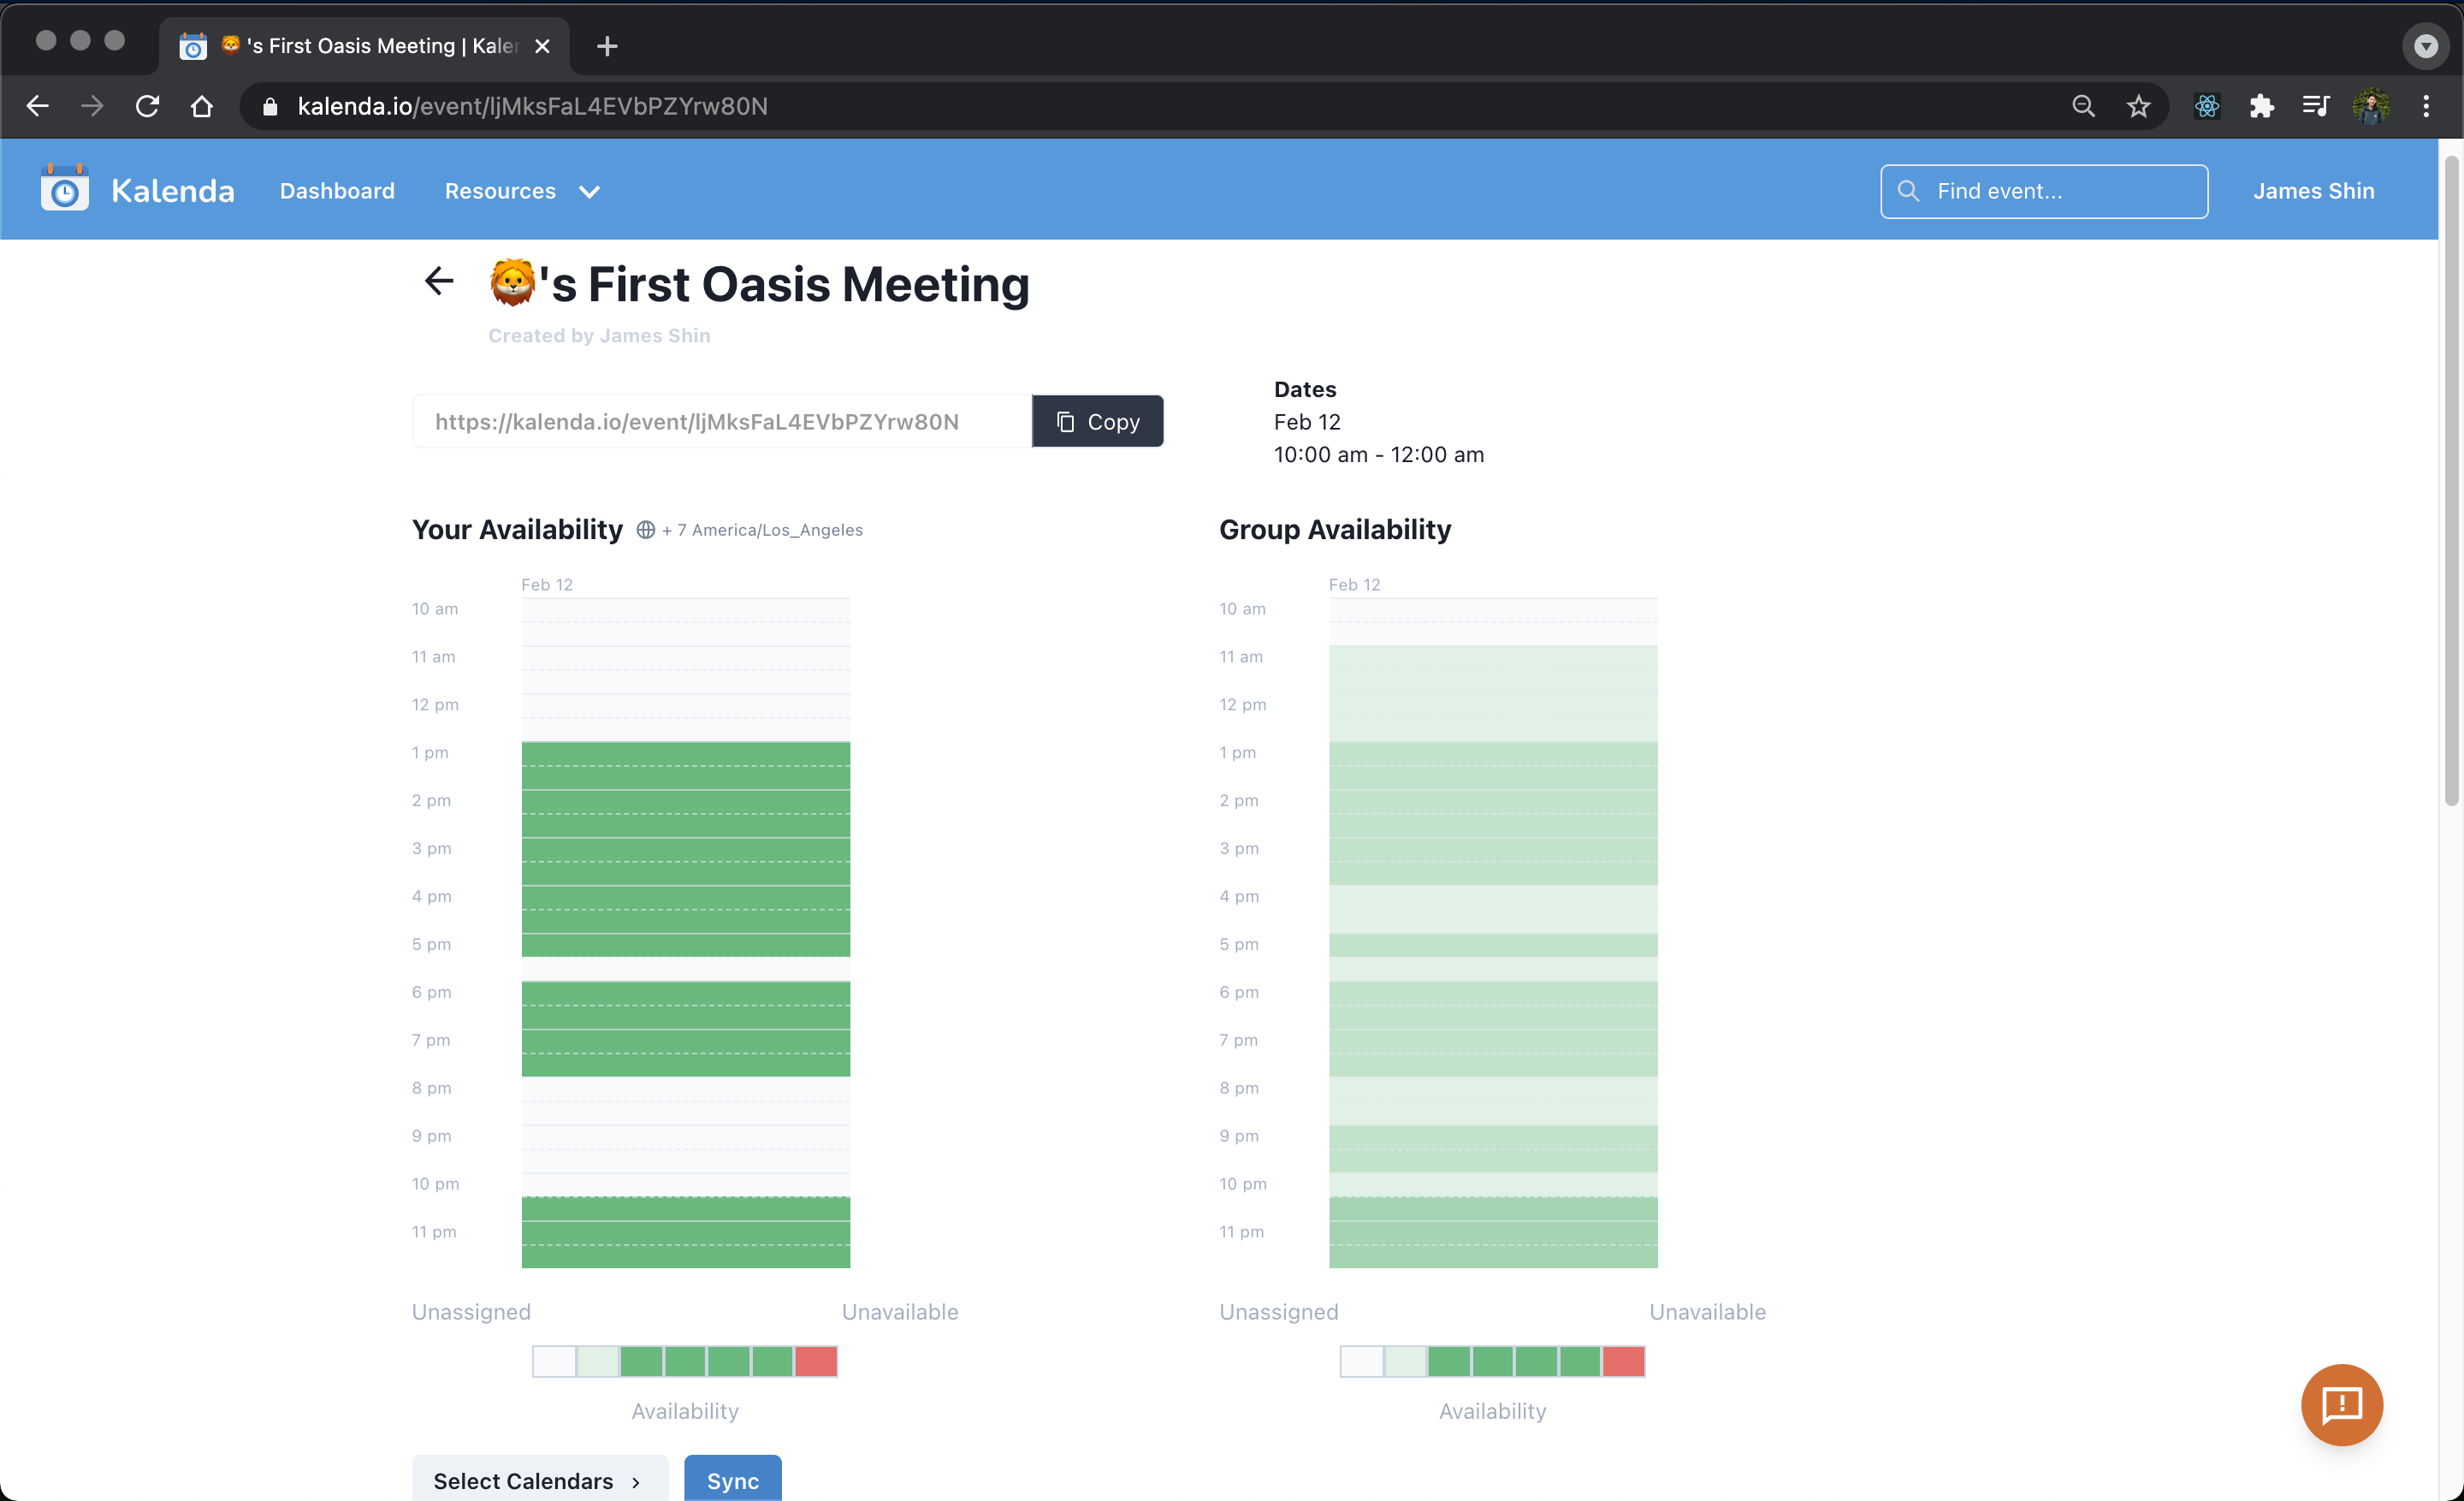 🦁's First Oasis Meeting | Kalen
kalenda.io/event/ljMksFaL4EVbPZYrw80N
Kalenda Dashboard Resources Find event... James Shin
🦁's First Oasis Meeting
Created by James Shin
https://kalenda.io/event/ljMksFaL4EVbPZYrw80N Copy
Dates
Feb 12
10:00 am - 12:00 am
Your Availability + 7 America/Los_Angeles
Feb 12
10 am
11 am
12 pm
1 pm
2 pm
3 pm
4 pm
5 pm
6 pm
7 pm
8 pm
9 pm
10 pm
11 pm
Unassigned Unavailable
Availability
Select Calendars › Sync
Group Availability
Feb 12
10 am
11 am
12 pm
1 pm
2 pm
3 pm
4 pm
5 pm
6 pm
7 pm
8 pm
9 pm
10 pm
11 pm
Unassigned Unavailable
Availability